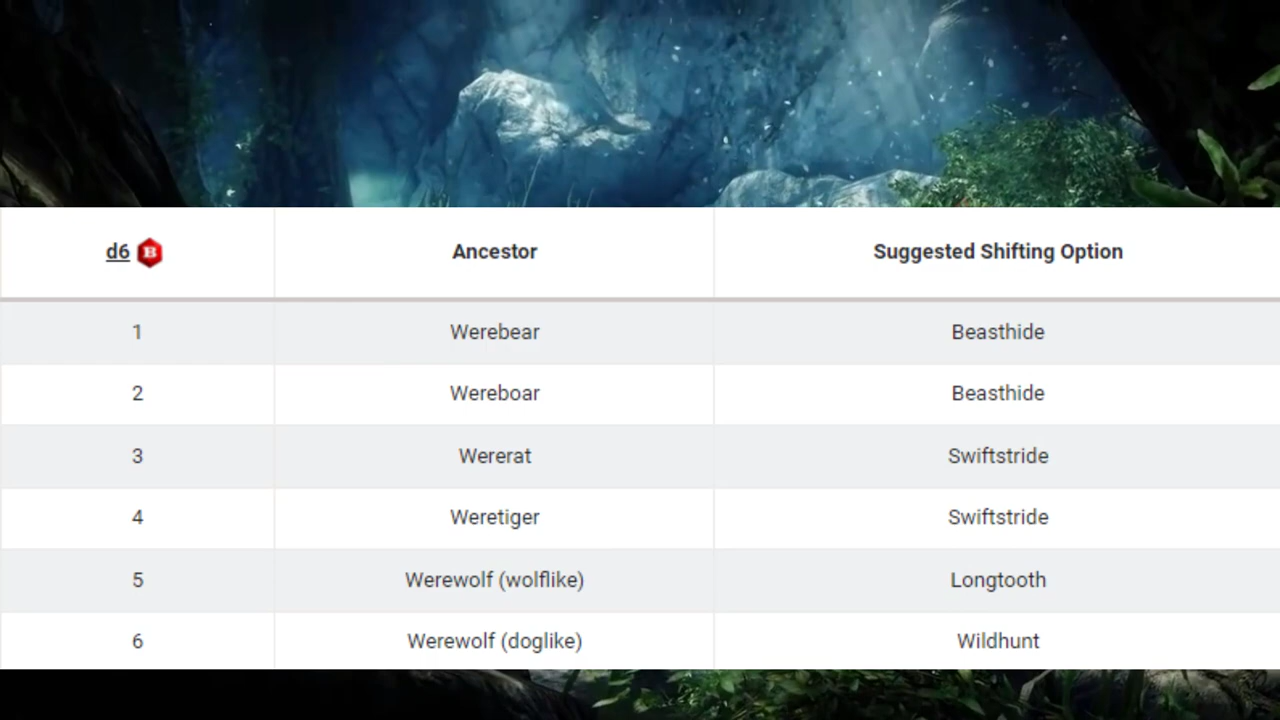 d6 B Ancestor Suggested Shifting Option
1 Werebear Beasthide
2 Wereboar Beasthide
3 Wererat Swiftstride
4 Weretiger Swiftstride
5 Werewolf (wolflike) Longtooth
6 Werewolf (doglike) Wildhunt